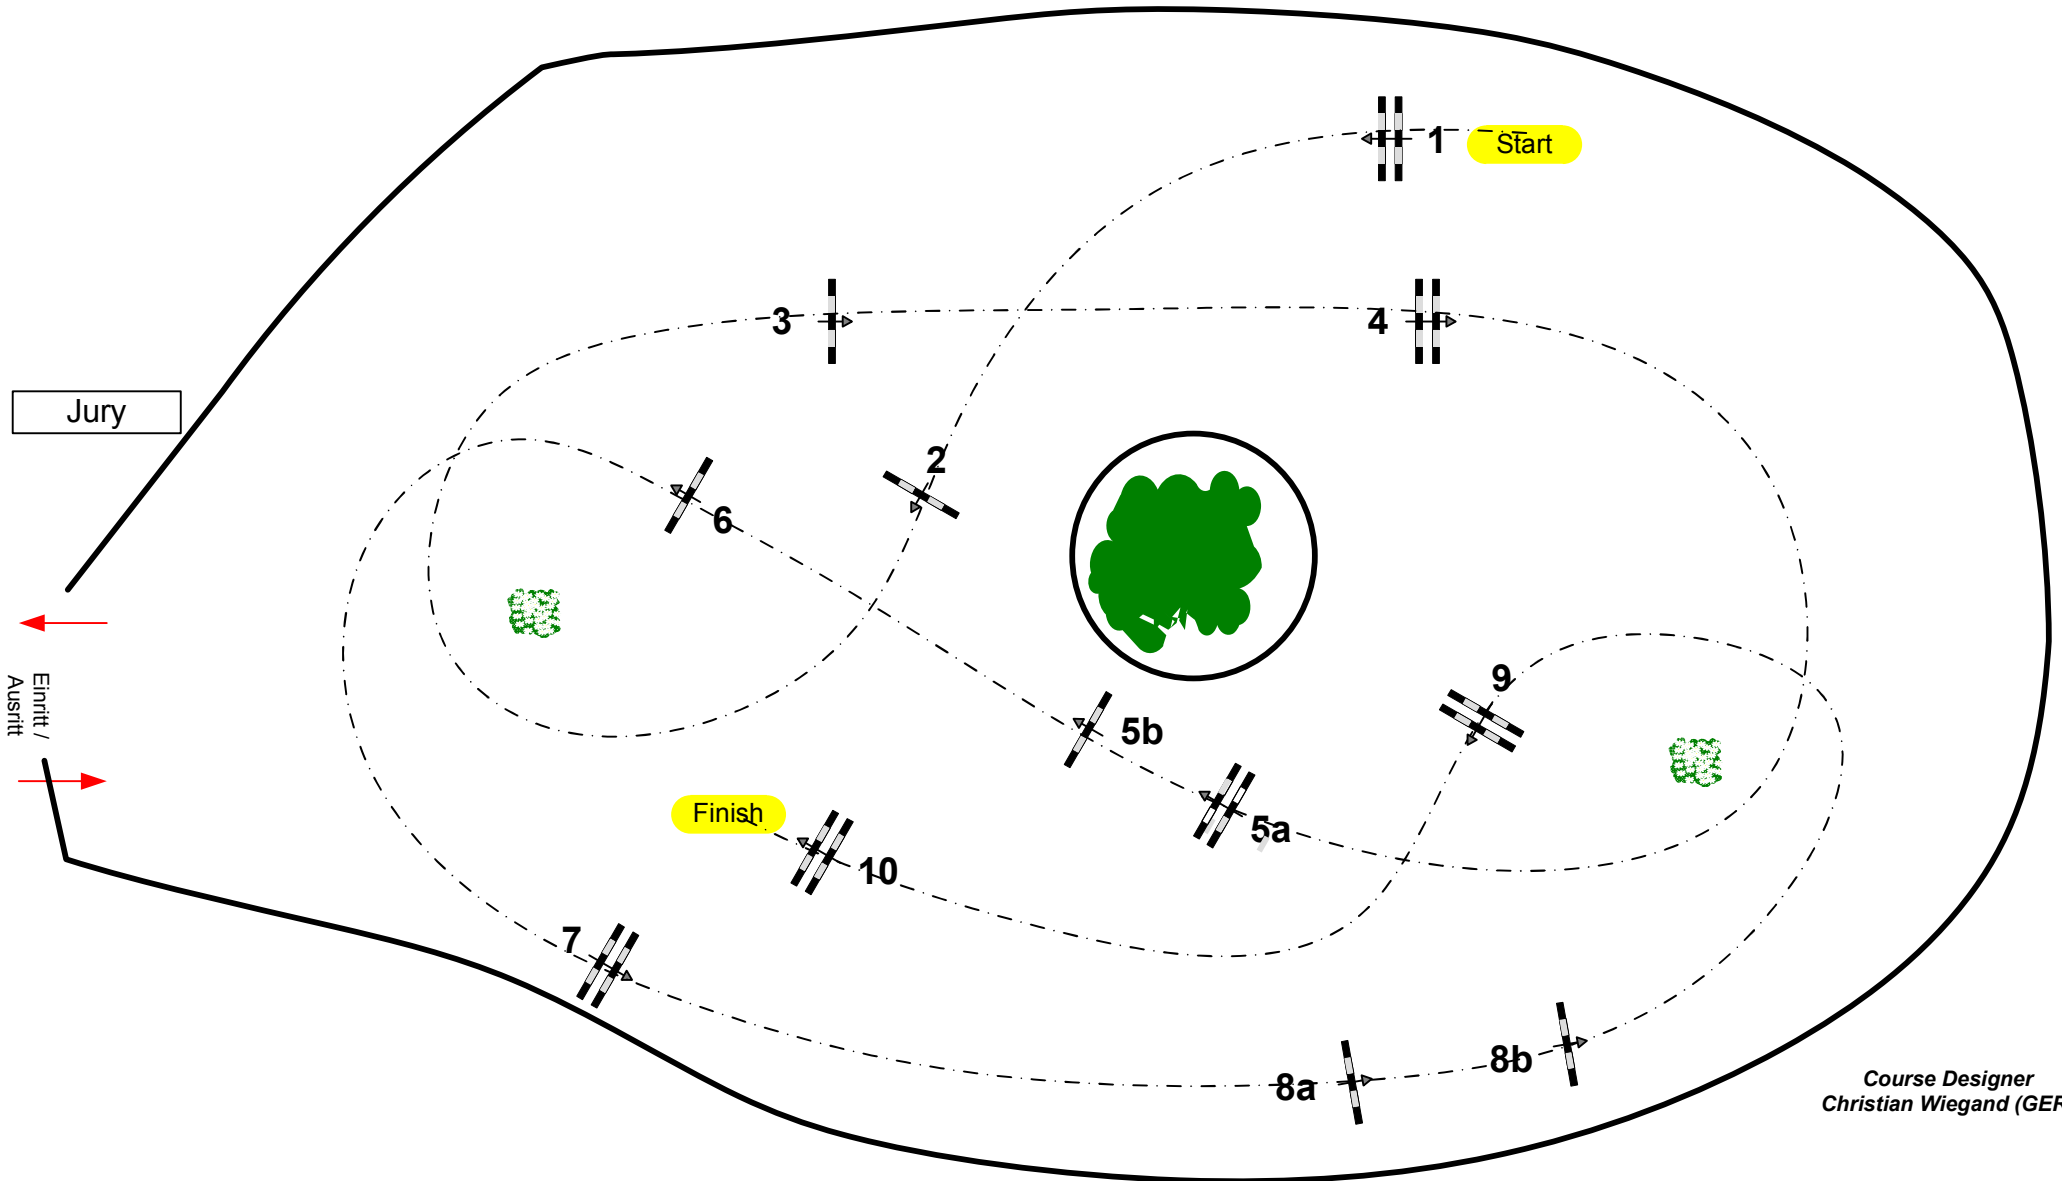 1
Start
3
4
Jury
2
6
9
5b
Einritt /
Ausritt
Finish
5a
10
7
8b
8a
Course Designer
Christian Wiegand (GER